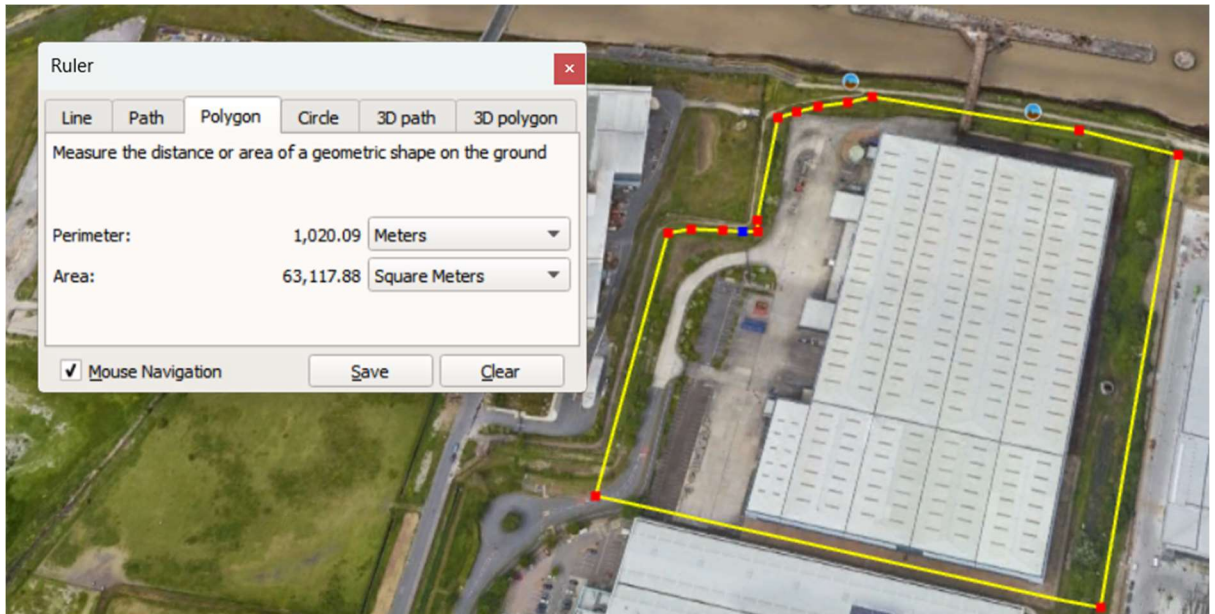 Ruler
Line Path Polygon Circle 3D path 3D polygon
Measure the distance or area of a geometric shape on the ground
Perimeter: 1,020.09 Meters
Area: 63,117.88 Square Meters
Mouse Navigation Save Clear